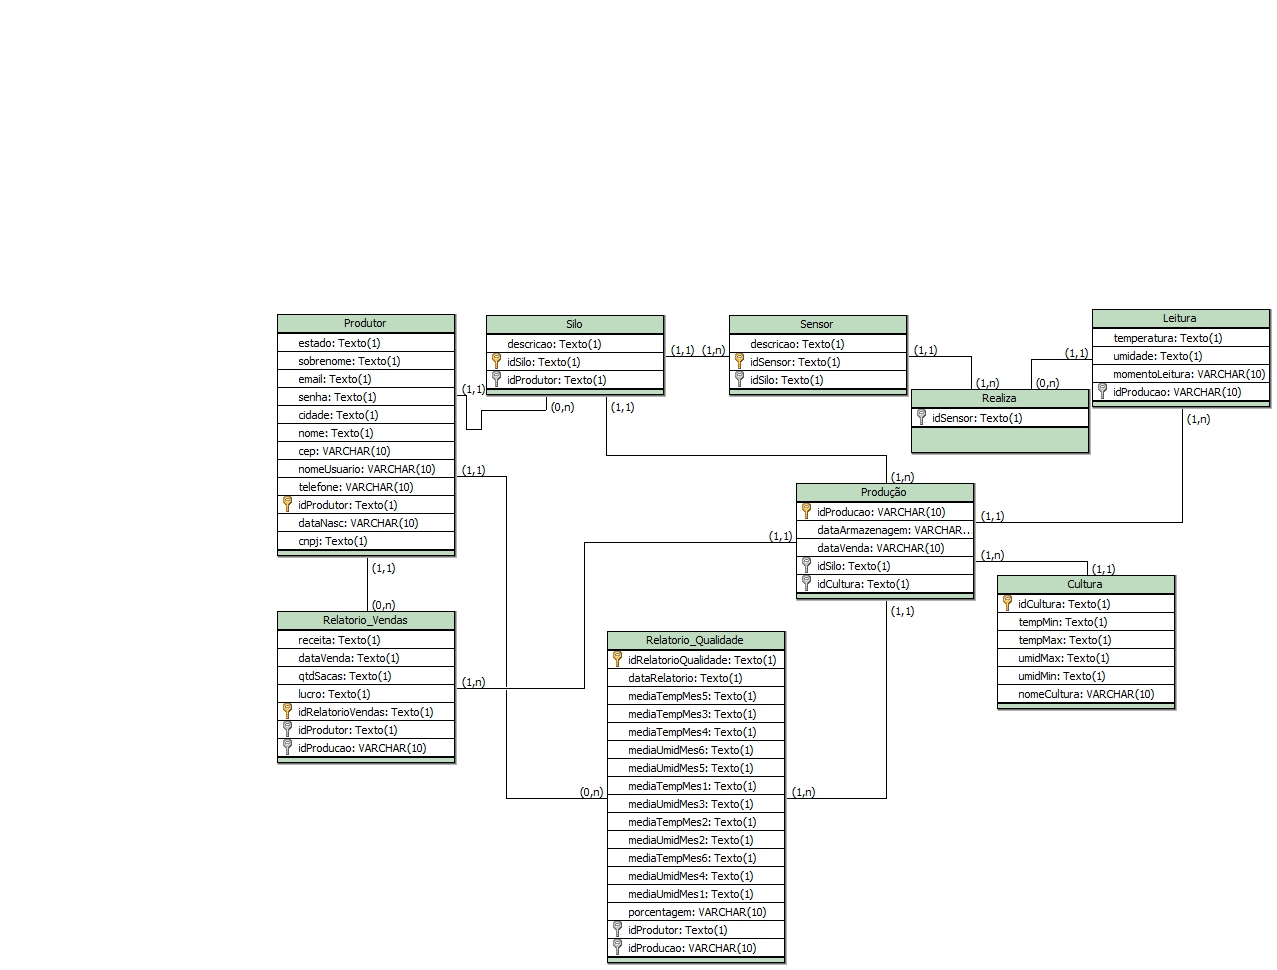 Produtor
estado: Texto(1)
sobrenome: Texto(1)
email: Texto(1)
senha: Texto(1)
cidade: Texto(1)
nome: Texto(1)
cep: VARCHAR(10)
nomeUsuario: VARCHAR(10)
telefone: VARCHAR(10)
idProdutor: Texto(1)
dataNasc: VARCHAR(10)
cnpj: Texto(1)
(1,1)
(1,1)
(1,1)
(0,n)
Silo
descricao: Texto(1)
idSilo: Texto(1)
idProdutor: Texto(1)
(0,n)
(1,1)
(1,1)
(1,n)
Sensor
descricao: Texto(1)
idSensor: Texto(1)
idSilo: Texto(1)
(1,1)
(1,n)
Realiza
idSensor: Texto(1)
(0,n)
(1,1)
Leitura
temperatura: Texto(1)
umidade: Texto(1)
momentoLeitura: VARCHAR(10)
idProducao: VARCHAR(10)
(1,n)
(1,n)
Produção
idProducao: VARCHAR(10)
dataArmazenagem: VARCHAR..
dataVenda: VARCHAR(10)
idSilo: Texto(1)
idCultura: Texto(1)
(1,1)
(1,1)
(1,n)
(1,1)
(1,1)
Cultura
idCultura: Texto(1)
tempMin: Texto(1)
tempMax: Texto(1)
umidMax: Texto(1)
umidMin: Texto(1)
nomeCultura: VARCHAR(10)
Relatorio_Vendas
receita: Texto(1)
dataVenda: Texto(1)
qtdSacas: Texto(1)
lucro: Texto(1)
idRelatorioVendas: Texto(1)
idProdutor: Texto(1)
idProducao: VARCHAR(10)
(1,n)
Relatorio_Qualidade
idRelatorioQualidade: Texto(1)
dataRelatorio: Texto(1)
mediaTempMes5: Texto(1)
mediaTempMes3: Texto(1)
mediaTempMes4: Texto(1)
mediaUmidMes6: Texto(1)
mediaUmidMes5: Texto(1)
mediaTempMes1: Texto(1)
mediaUmidMes3: Texto(1)
mediaTempMes2: Texto(1)
mediaUmidMes2: Texto(1)
mediaTempMes6: Texto(1)
mediaUmidMes4: Texto(1)
mediaUmidMes1: Texto(1)
porcentagem: VARCHAR(10)
idProdutor: Texto(1)
idProducao: VARCHAR(10)
(0,n)
(1,n)